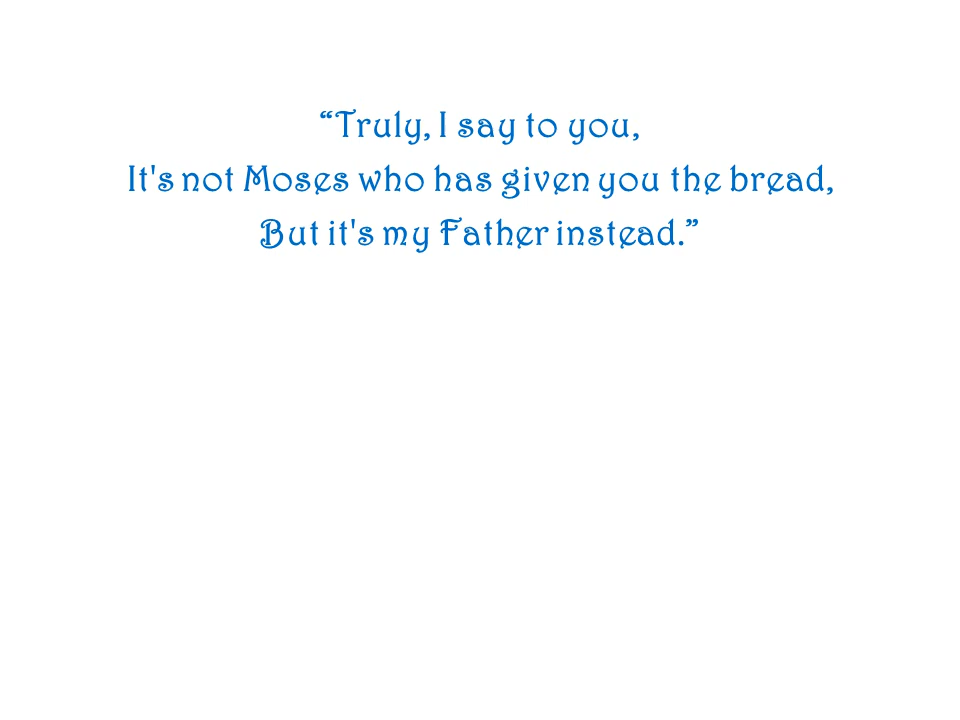 “Truly, I say to you,
It's not Moses who has given you the bread,
But it's my Father instead.”